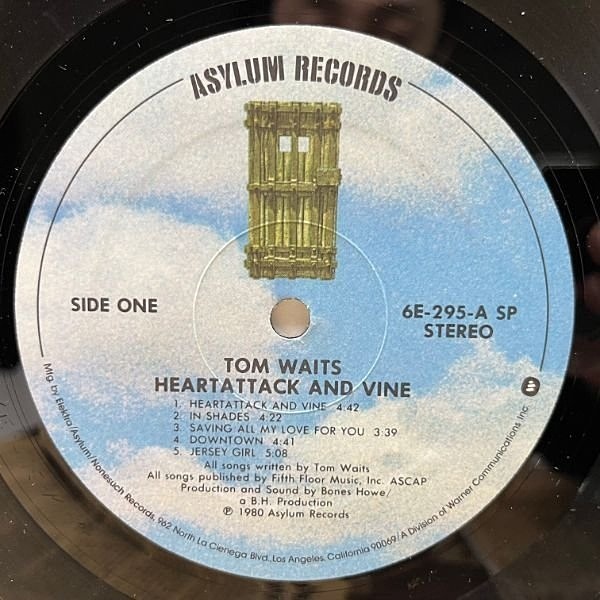 ASYLUM RECORDS
SIDE ONE
6E-295-A SP
STEREO
TOM WAITS
HEARTATTACK AND VINE
1. HEARTATTACK AND VINE 4:42
2. IN SHADES 4:22
3. SAVING ALL MY LOVE FOR YOU 3:39
4. DOWNTOWN 4:41
5. JERSEY GIRL 5:08
All songs written by Tom Waits
All songs published by Fifth Floor Music, Inc. ASCAP
Production and Sound by Bones Howe/
a B.H. Production
℗ 1980 Asylum Records
Mfg. by Elektra/Asylum/Nonesuch Records, 962 North La Cienega Blvd., Los Angeles, California 90069/A Division of Warner Communications Inc.